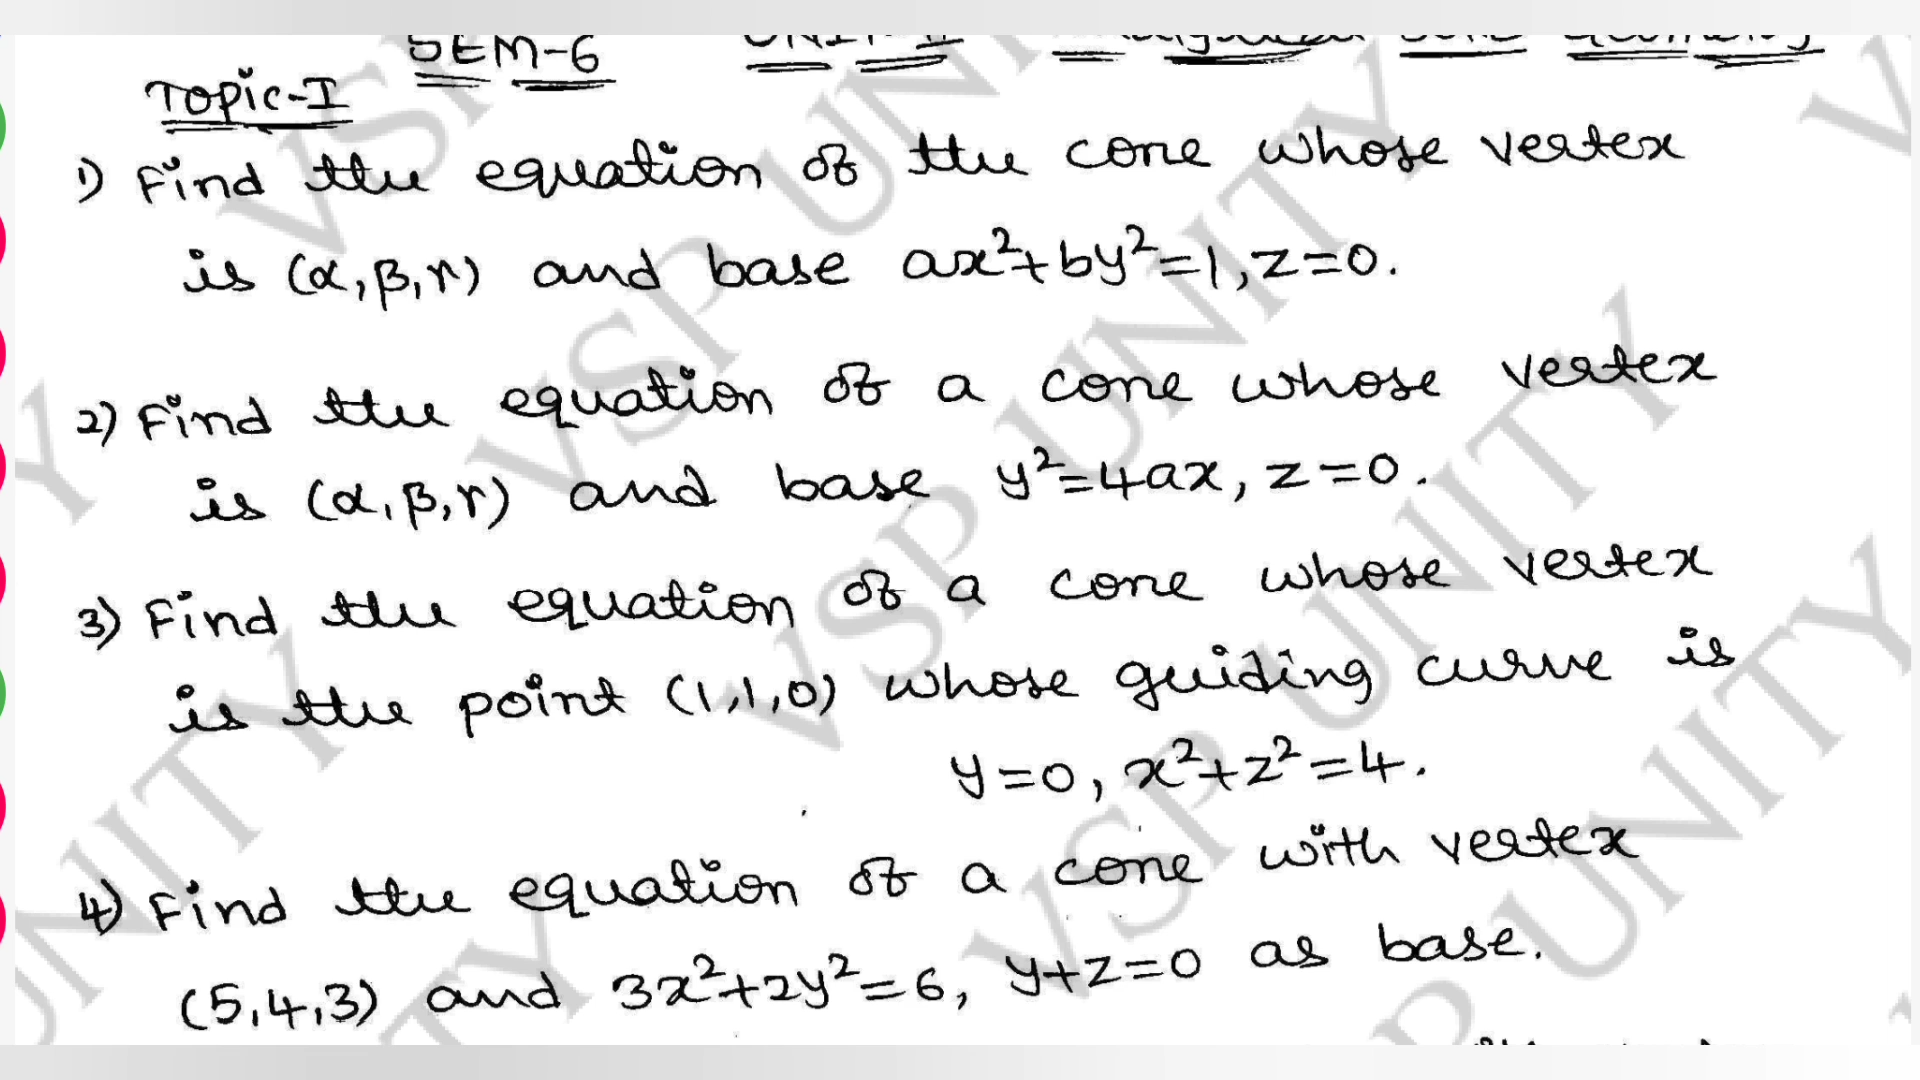 SEM-6
Topic-I
1) Find the equation of the cone whose vertex
is (α,β,γ) and base ax²+by²=1, z=0.
2) Find the equation of a cone whose vertex
is (α,β,γ) and base y²=4ax, z=0.
3) Find the equation of a cone whose vertex
is the point (1,1,0) whose guiding curve is
y=0, x²+z²=4.
4) Find the equation of a cone with vertex
(5,4,3) and 3x²+2y²=6, y+z=0 as base.
VSP UNITY